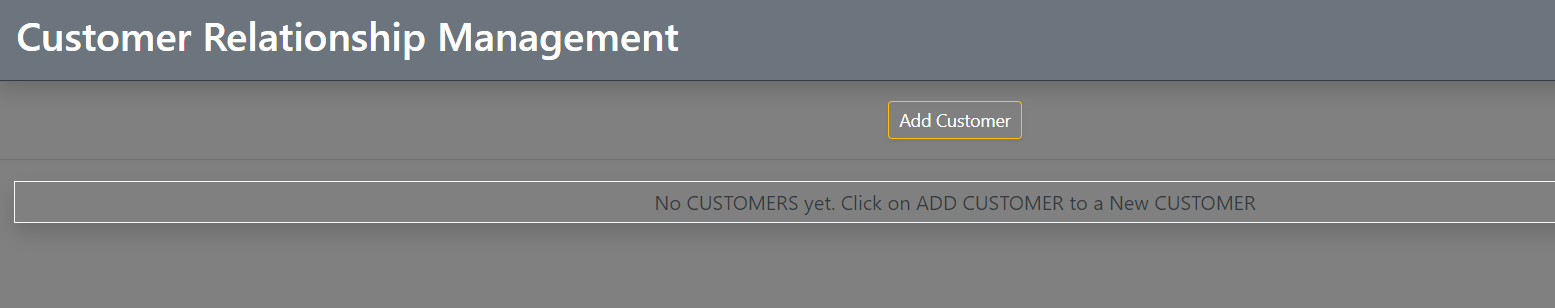 Customer Relationship Management
Add Customer
No CUSTOMERS yet. Click on ADD CUSTOMER to a New CUSTOMER